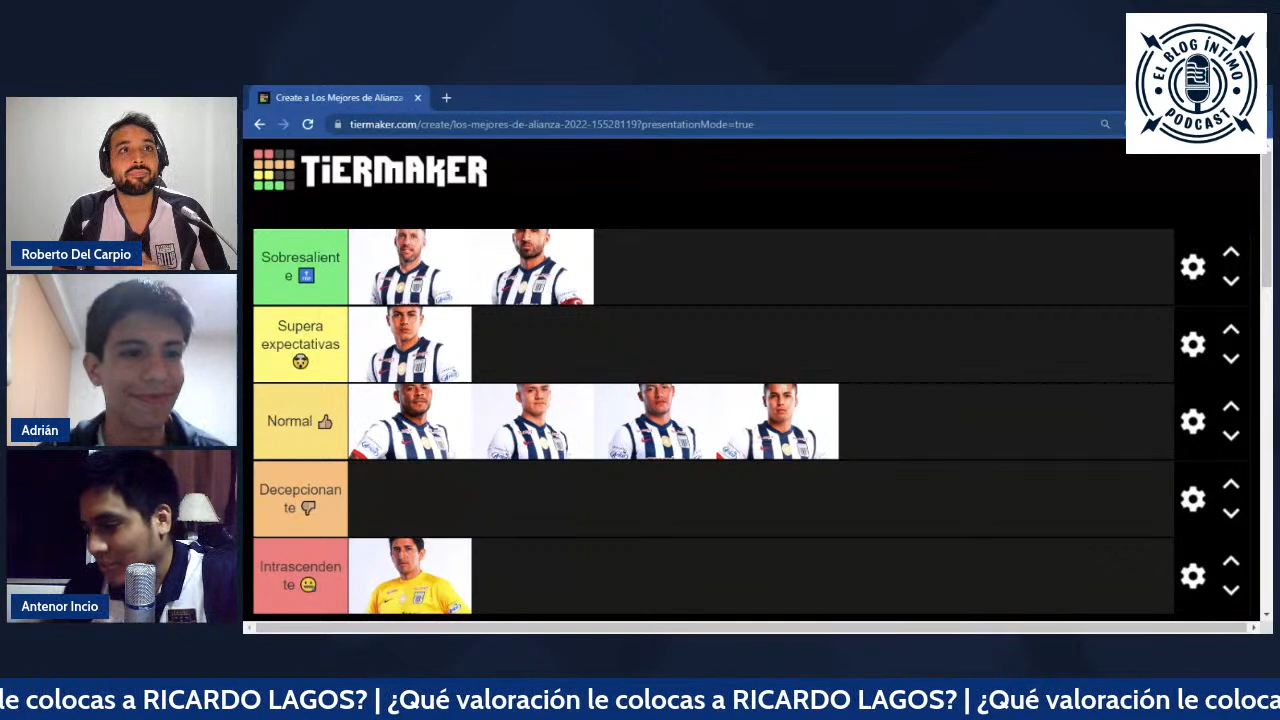 EL BLOG ÍNTIMO
PODCAST
Create a Los Mejores de Alianza
tiermaker.com/create/los-mejores-de-alianza-2022-15528119?presentationMode=true
TiERMAKER
Roberto Del Carpio
Adrián
Antenor Incio
Sobresalient
e
Supera
expectativas
Normal
Decepcionan
te
Intrascenden
te
le colocas a RICARDO LAGOS? | ¿Qué valoración le colocas a RICARDO LAGOS? | ¿Qué valoración le coloca